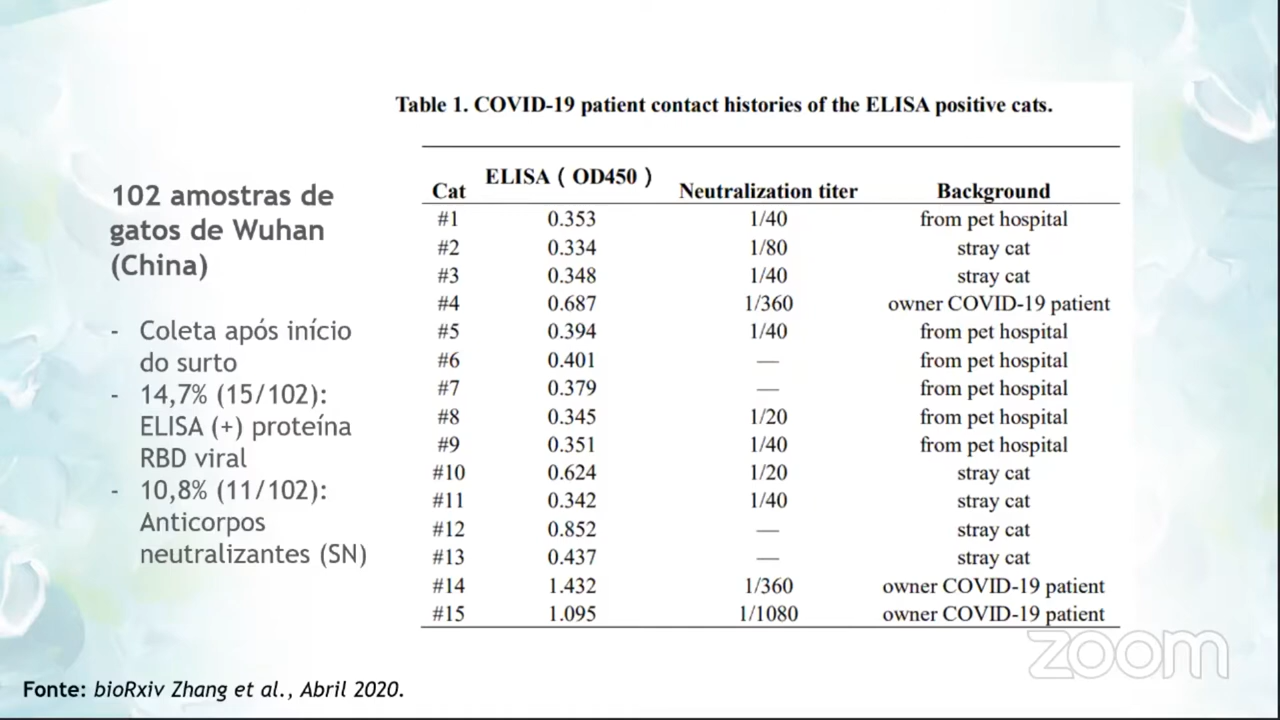 Table 1. COVID-19 patient contact histories of the ELISA positive cats.
102 amostras de
gatos de Wuhan
(China)
- Coleta após início
do surto
- 14,7% (15/102):
ELISA (+) proteína
RBD viral
- 10,8% (11/102):
Anticorpos
neutralizantes (SN)
Cat ELISA ( OD450 ) Neutralization titer Background
#1 0.353 1/40 from pet hospital
#2 0.334 1/80 stray cat
#3 0.348 1/40 stray cat
#4 0.687 1/360 owner COVID-19 patient
#5 0.394 1/40 from pet hospital
#6 0.401 — from pet hospital
#7 0.379 — from pet hospital
#8 0.345 1/20 from pet hospital
#9 0.351 1/40 from pet hospital
#10 0.624 1/20 stray cat
#11 0.342 1/40 stray cat
#12 0.852 — stray cat
#13 0.437 — stray cat
#14 1.432 1/360 owner COVID-19 patient
#15 1.095 1/1080 owner COVID-19 patient
zoom
Fonte: bioRxiv Zhang et al., Abril 2020.